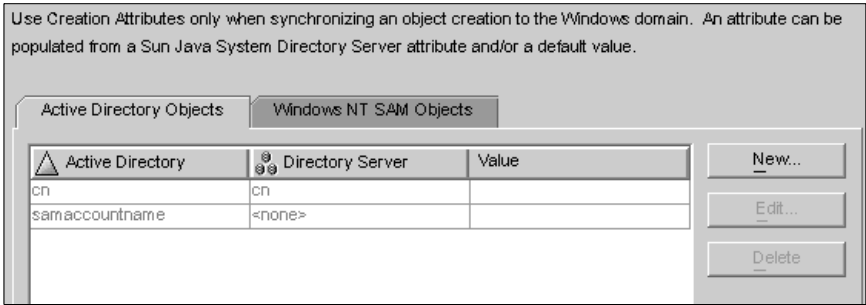 Use Creation Attributes only when synchronizing an object creation to the Windows domain. An attribute can be
populated from a Sun Java System Directory Server attribute and/or a default value.
Active Directory Objects Windows NT SAM Objects
Active Directory Directory Server Value New...
cn cn
samaccountname <none> Edit...
Delete